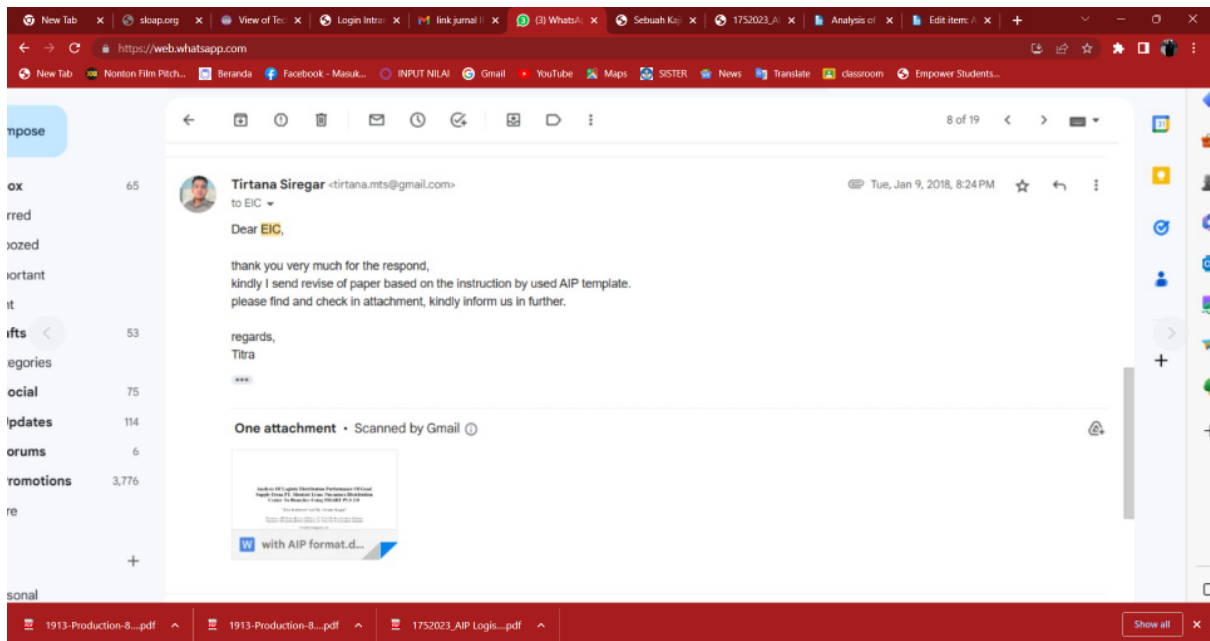 New Tab
sloap.org
View of Tec
Login Intra
link jurnal li
(3) WhatsA
Sebuah Kaj
1752023_A
Analysis of
Edit item: A
https://web.whatsapp.com
New Tab
Nonton Film Pitch...
Beranda
Facebook - Masuk...
INPUT NILAI
Gmail
YouTube
Maps
SISTER
News
Translate
classroom
Empower Students...
mpose
8 of 19
ox 65
rred
oozed
portant
nt
afts 53
egories
ocial 75
Updates 114
orums 6
romotions 3,776
re
sonal
Tirtana Siregar <tirtana.mts@gmail.com>
Tue, Jan 9, 2018, 8:24 PM
to EIC
Dear EIC,
thank you very much for the respond,
kindly I send revise of paper based on the instruction by used AIP template.
please find and check in attachment, kindly inform us in further.
regards,
Titra
One attachment • Scanned by Gmail
W with AIP format.d...
31
1913-Production-8....pdf
1913-Production-8....pdf
1752023_AIP Logis....pdf
Show all